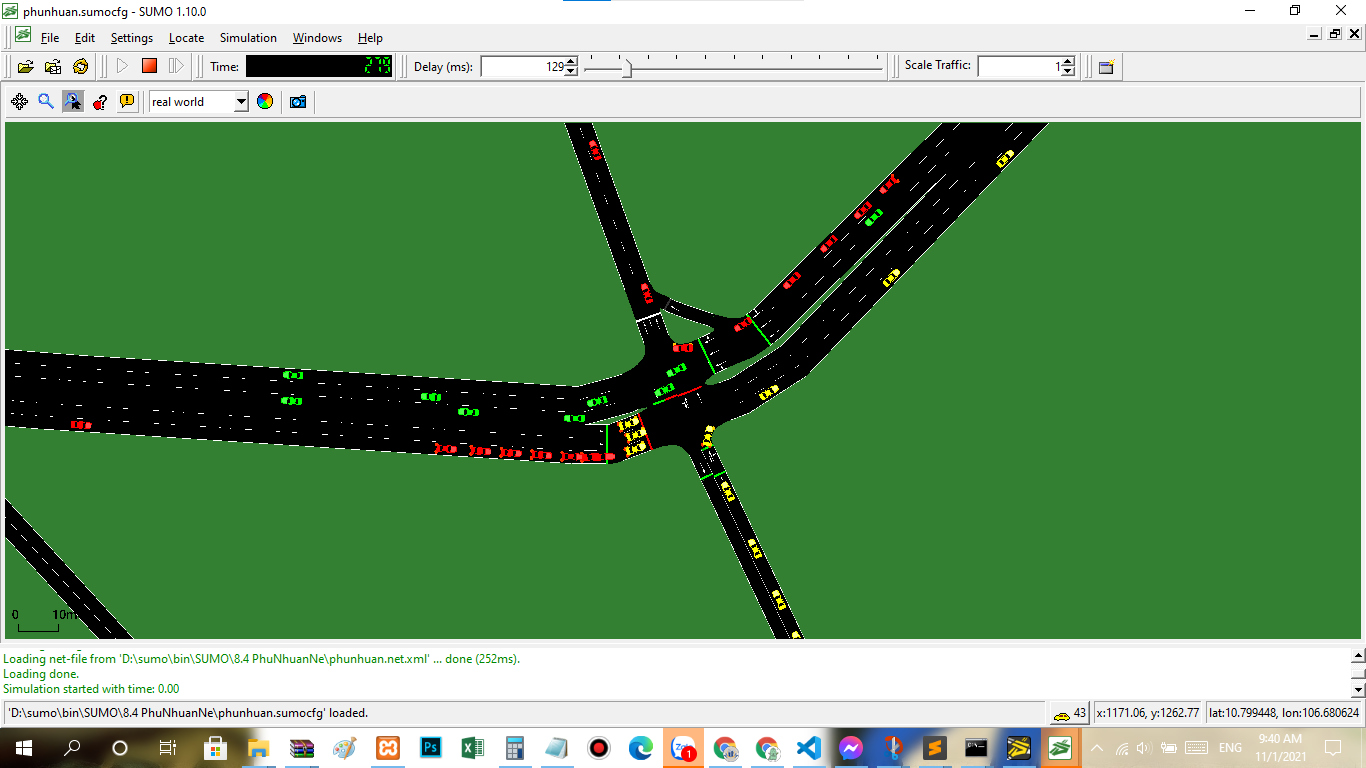 phunhuan.sumocfg - SUMO 1.10.0
File Edit Settings Locate Simulation Windows Help
Time: 279 Delay (ms): 129 Scale Traffic: 1
real world
0 10m
Loading net-file from 'D:\sumo\bin\SUMO\8.4 PhuNhuanNe\phunhuan.net.xml' ... done (252ms).
Loading done.
Simulation started with time: 0.00
'D:\sumo\bin\SUMO\8.4 PhuNhuanNe\phunhuan.sumocfg' loaded. 43 x:1171.06, y:1262.77 lat:10.799448, lon:106.680624
Ps 1 ENG 9:40 AM
11/1/2021